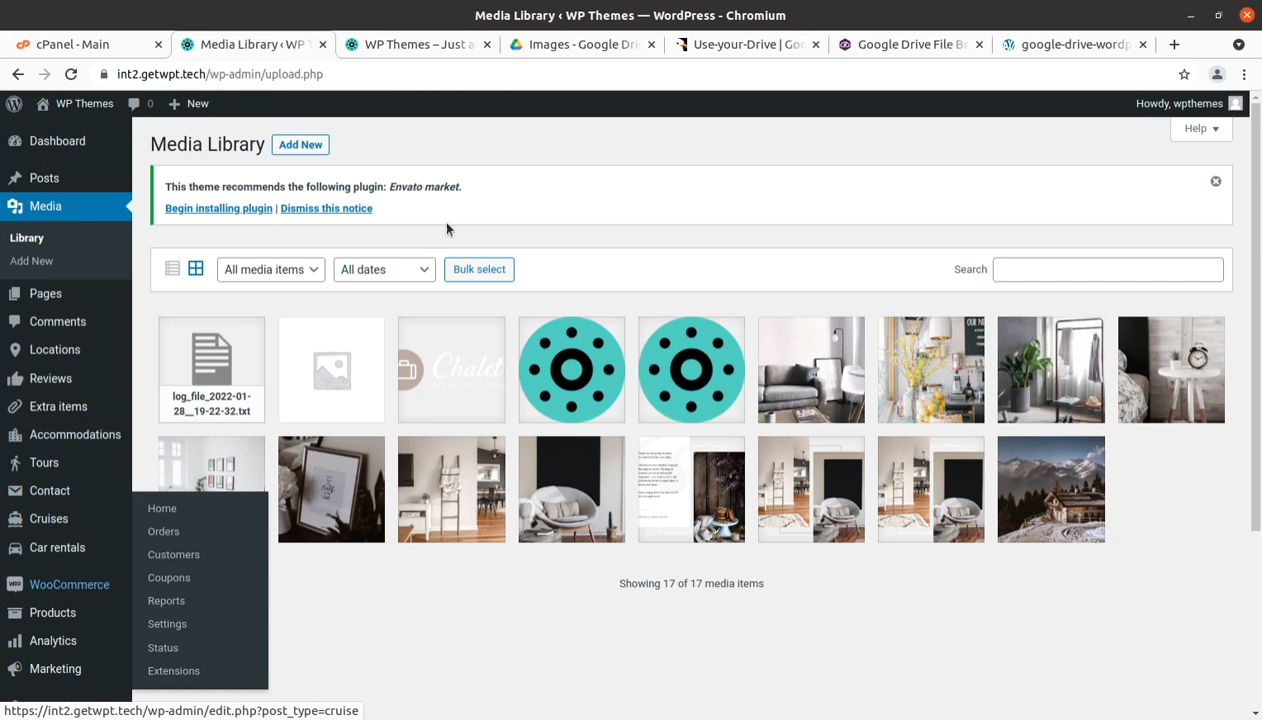 Media Library ‹ WP Themes — WordPress - Chromium
cPanel - Main
Media Library ‹ WP T
WP Themes – Just a
Images - Google Dri
Use-your-Drive | Goo
Google Drive File B
google-drive-wordp
int2.getwpt.tech/wp-admin/upload.php
WP Themes
0
New
Howdy, wpthemes
Help
Dashboard
Posts
Media
Library
Add New
Pages
Comments
Locations
Reviews
Extra items
Accommodations
Tours
Contact
Cruises
Car rentals
WooCommerce
Products
Analytics
Marketing
Home
Orders
Customers
Coupons
Reports
Settings
Status
Extensions
Media Library
Add New
This theme recommends the following plugin: Envato market.
Begin installing plugin | Dismiss this notice
All media items
All dates
Bulk select
Search
log_file_2022-01-
28__19-22-32.txt
Chalet
Showing 17 of 17 media items
https://int2.getwpt.tech/wp-admin/edit.php?post_type=cruise